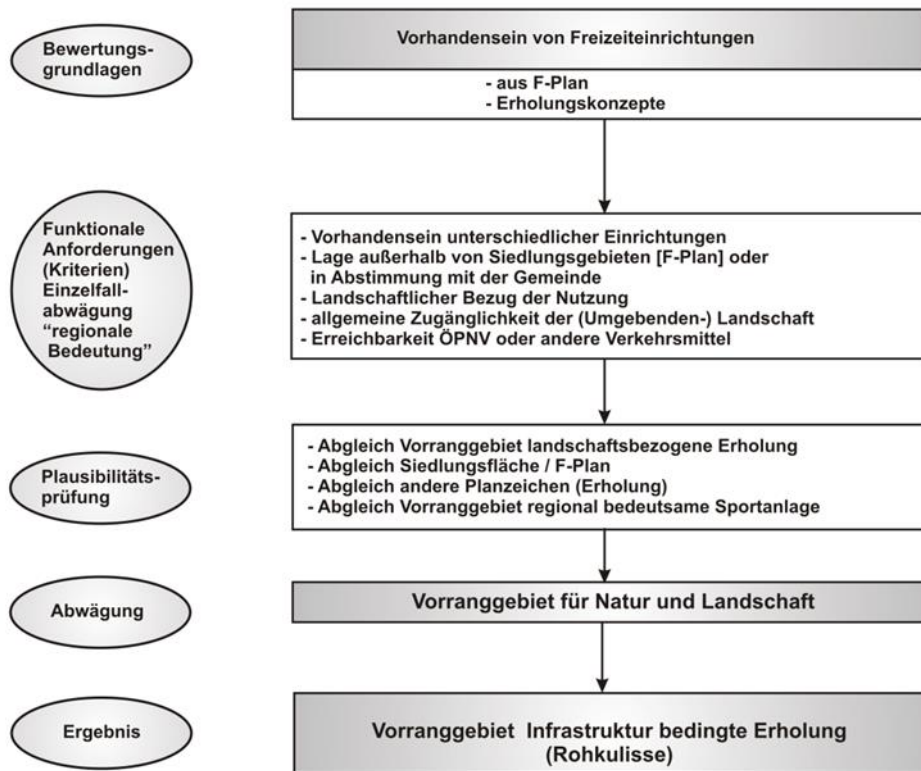 Bewertungs-
grundlagen
Vorhandensein von Freizeiteinrichtungen
- aus F-Plan
- Erholungskonzepte
Funktionale
Anforderungen
(Kriterien)
Einzelfall-
abwägung
“regionale
Bedeutung”
- Vorhandensein unterschiedlicher Einrichtungen
- Lage außerhalb von Siedlungsgebieten [F-Plan] oder
in Abstimmung mit der Gemeinde
- Landschaftlicher Bezug der Nutzung
- allgemeine Zugänglichkeit der (Umgebenden-) Landschaft
- Erreichbarkeit ÖPNV oder andere Verkehrsmittel
Plausibilitäts-
prüfung
- Abgleich Vorranggebiet landschaftsbezogene Erholung
- Abgleich Siedlungsfläche / F-Plan
- Abgleich andere Planzeichen (Erholung)
- Abgleich Vorranggebiet regional bedeutsame Sportanlage
Abwägung
Vorranggebiet für Natur und Landschaft
Ergebnis
Vorranggebiet Infrastruktur bedingte Erholung
(Rohkulisse)